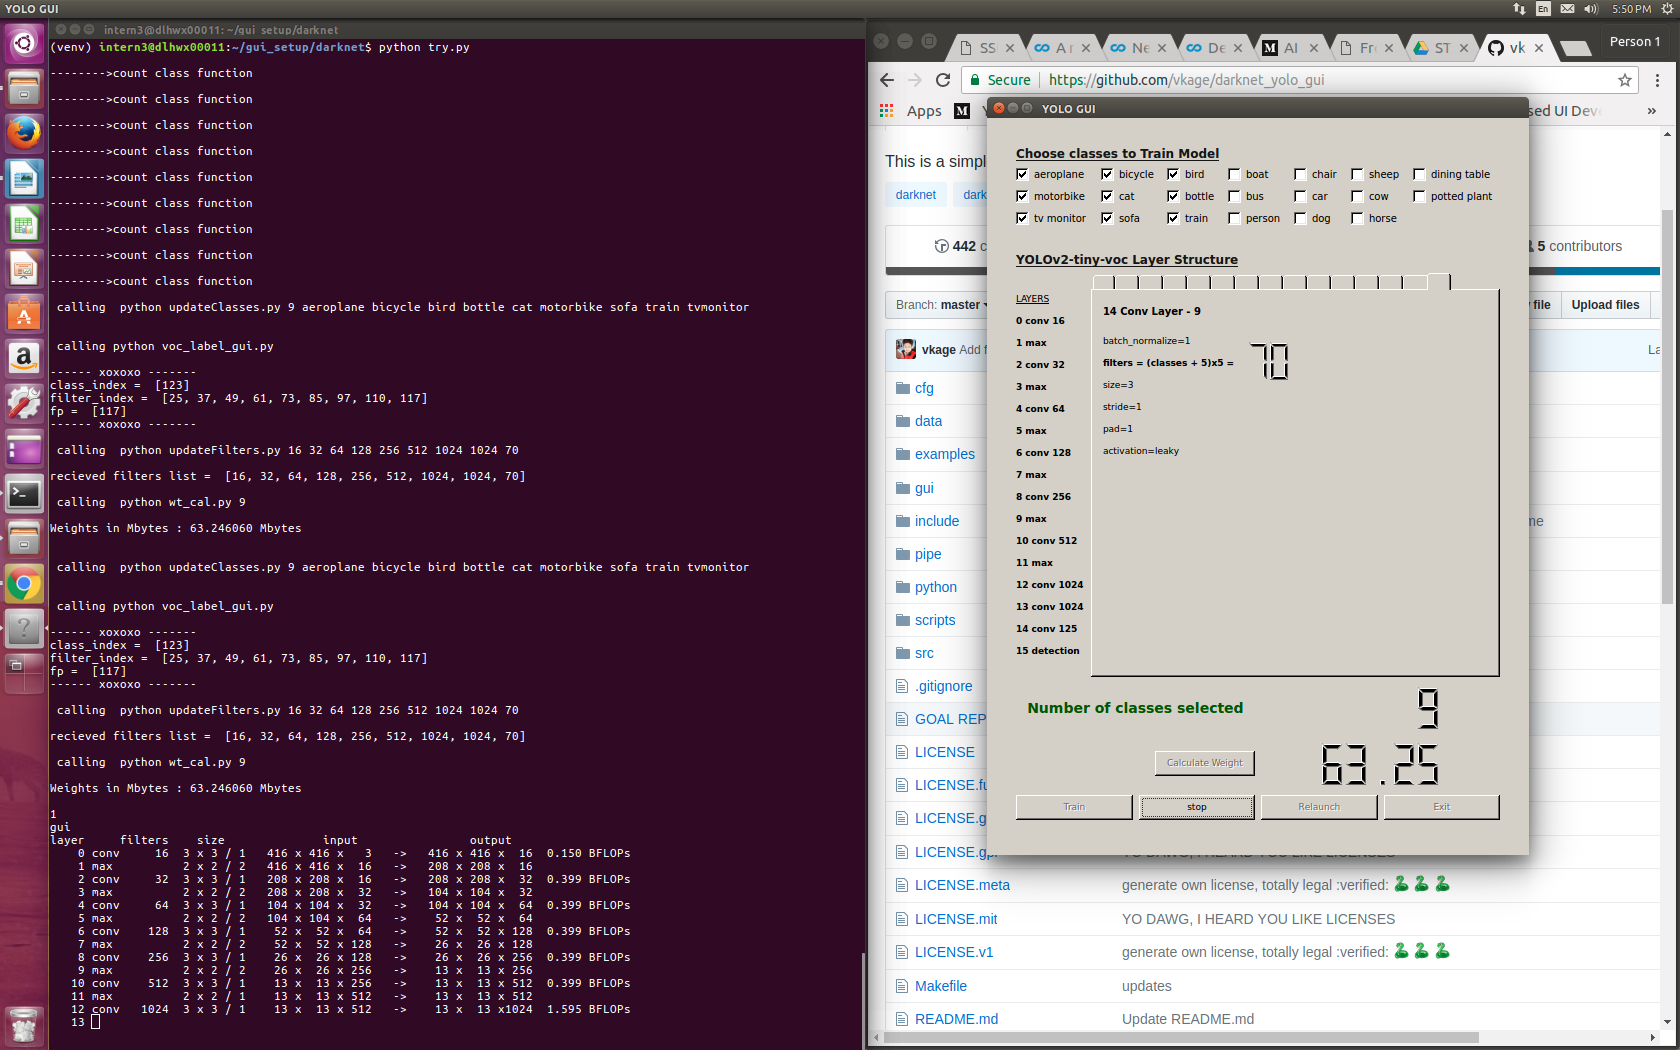 YOLO GUI
En
5:50 PM
intern3@dlhwx00011: ~/gui_setup/darknet
(venv) intern3@dlhwx00011:~/gui_setup/darknet$ python try.py
-------->count class function
-------->count class function
-------->count class function
-------->count class function
-------->count class function
-------->count class function
-------->count class function
-------->count class function
-------->count class function
calling  python updateClasses.py 9 aeroplane bicycle bird bottle cat motorbike sofa train tvmonitor
calling python voc_label_gui.py
------ xoxoxo -------
class_index =  [123]
filter_index =  [25, 37, 49, 61, 73, 85, 97, 110, 117]
fp =  [117]
------ xoxoxo -------
calling  python updateFilters.py 16 32 64 128 256 512 1024 1024 70
recieved filters list =  [16, 32, 64, 128, 256, 512, 1024, 1024, 70]
calling  python wt_cal.py 9
Weights in Mbytes : 63.246060 Mbytes
calling  python updateClasses.py 9 aeroplane bicycle bird bottle cat motorbike sofa train tvmonitor
calling python voc_label_gui.py
------ xoxoxo -------
class_index =  [123]
filter_index =  [25, 37, 49, 61, 73, 85, 97, 110, 117]
fp =  [117]
------ xoxoxo -------
calling  python updateFilters.py 16 32 64 128 256 512 1024 1024 70
recieved filters list =  [16, 32, 64, 128, 256, 512, 1024, 1024, 70]
calling  python wt_cal.py 9
Weights in Mbytes : 63.246060 Mbytes
1
gui
layer     filters    size              input                output
0 conv     16  3 x 3 / 1   416 x 416 x   3   ->   416 x 416 x  16  0.150 BFLOPs
1 max          2 x 2 / 2   416 x 416 x  16   ->   208 x 208 x  16
2 conv     32  3 x 3 / 1   208 x 208 x  16   ->   208 x 208 x  32  0.399 BFLOPs
3 max          2 x 2 / 2   208 x 208 x  32   ->   104 x 104 x  32
4 conv     64  3 x 3 / 1   104 x 104 x  32   ->   104 x 104 x  64  0.399 BFLOPs
5 max          2 x 2 / 2   104 x 104 x  64   ->    52 x  52 x  64
6 conv    128  3 x 3 / 1    52 x  52 x  64   ->    52 x  52 x 128  0.399 BFLOPs
7 max          2 x 2 / 2    52 x  52 x 128   ->    26 x  26 x 128
8 conv    256  3 x 3 / 1    26 x  26 x 128   ->    26 x  26 x 256  0.399 BFLOPs
9 max          2 x 2 / 2    26 x  26 x 256   ->    13 x  13 x 256
10 conv    512  3 x 3 / 1    13 x  13 x 256   ->    13 x  13 x 512  0.399 BFLOPs
11 max          2 x 2 / 1    13 x  13 x 512   ->    13 x  13 x 512
12 conv   1024  3 x 3 / 1    13 x  13 x 512   ->    13 x  13 x1024  1.595 BFLOPs
13
SS A n Ne De M AI Fr ST vk Person 1
Secure https://github.com/vkage/darknet_yolo_gui
Apps M sed UI Deve »
This is a simpl
darknet dark
442 c 5 contributors
Branch: master file Upload files
vkage Add f La
cfg
data
examples
gui
include me
pipe
python
scripts
src
.gitignore
GOAL REP
LICENSE
LICENSE.fu
LICENSE.g
LICENSE.gpl YO DAWG, I HEARD YOU LIKE LICENSES
LICENSE.meta generate own license, totally legal :verified: 🐍 🐍 🐍
LICENSE.mit YO DAWG, I HEARD YOU LIKE LICENSES
LICENSE.v1 generate own license, totally legal :verified: 🐍 🐍 🐍
Makefile updates
README.md Update README.md
YOLO GUI
Choose classes to Train Model
aeroplane bicycle bird boat chair sheep dining table
motorbike cat bottle bus car cow potted plant
tv monitor sofa train person dog horse
YOLOv2-tiny-voc Layer Structure
LAYERS
0 conv 16
1 max
2 conv 32
3 max
4 conv 64
5 max
6 conv 128
7 max
8 conv 256
9 max
10 conv 512
11 max
12 conv 1024
13 conv 1024
14 conv 125
15 detection
14 Conv Layer - 9
batch_normalize=1
filters = (classes + 5)x5 = 70
size=3
stride=1
pad=1
activation=leaky
Number of classes selected 9
Calculate Weight 63.25
Train stop Relaunch Exit